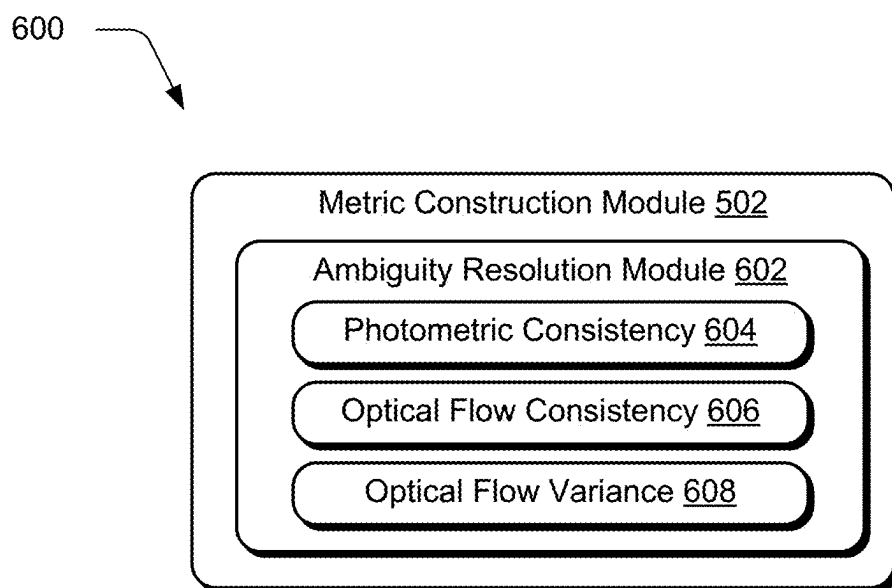 600
Metric Construction Module 502
Ambiguity Resolution Module 602
Photometric Consistency 604
Optical Flow Consistency 606
Optical Flow Variance 608